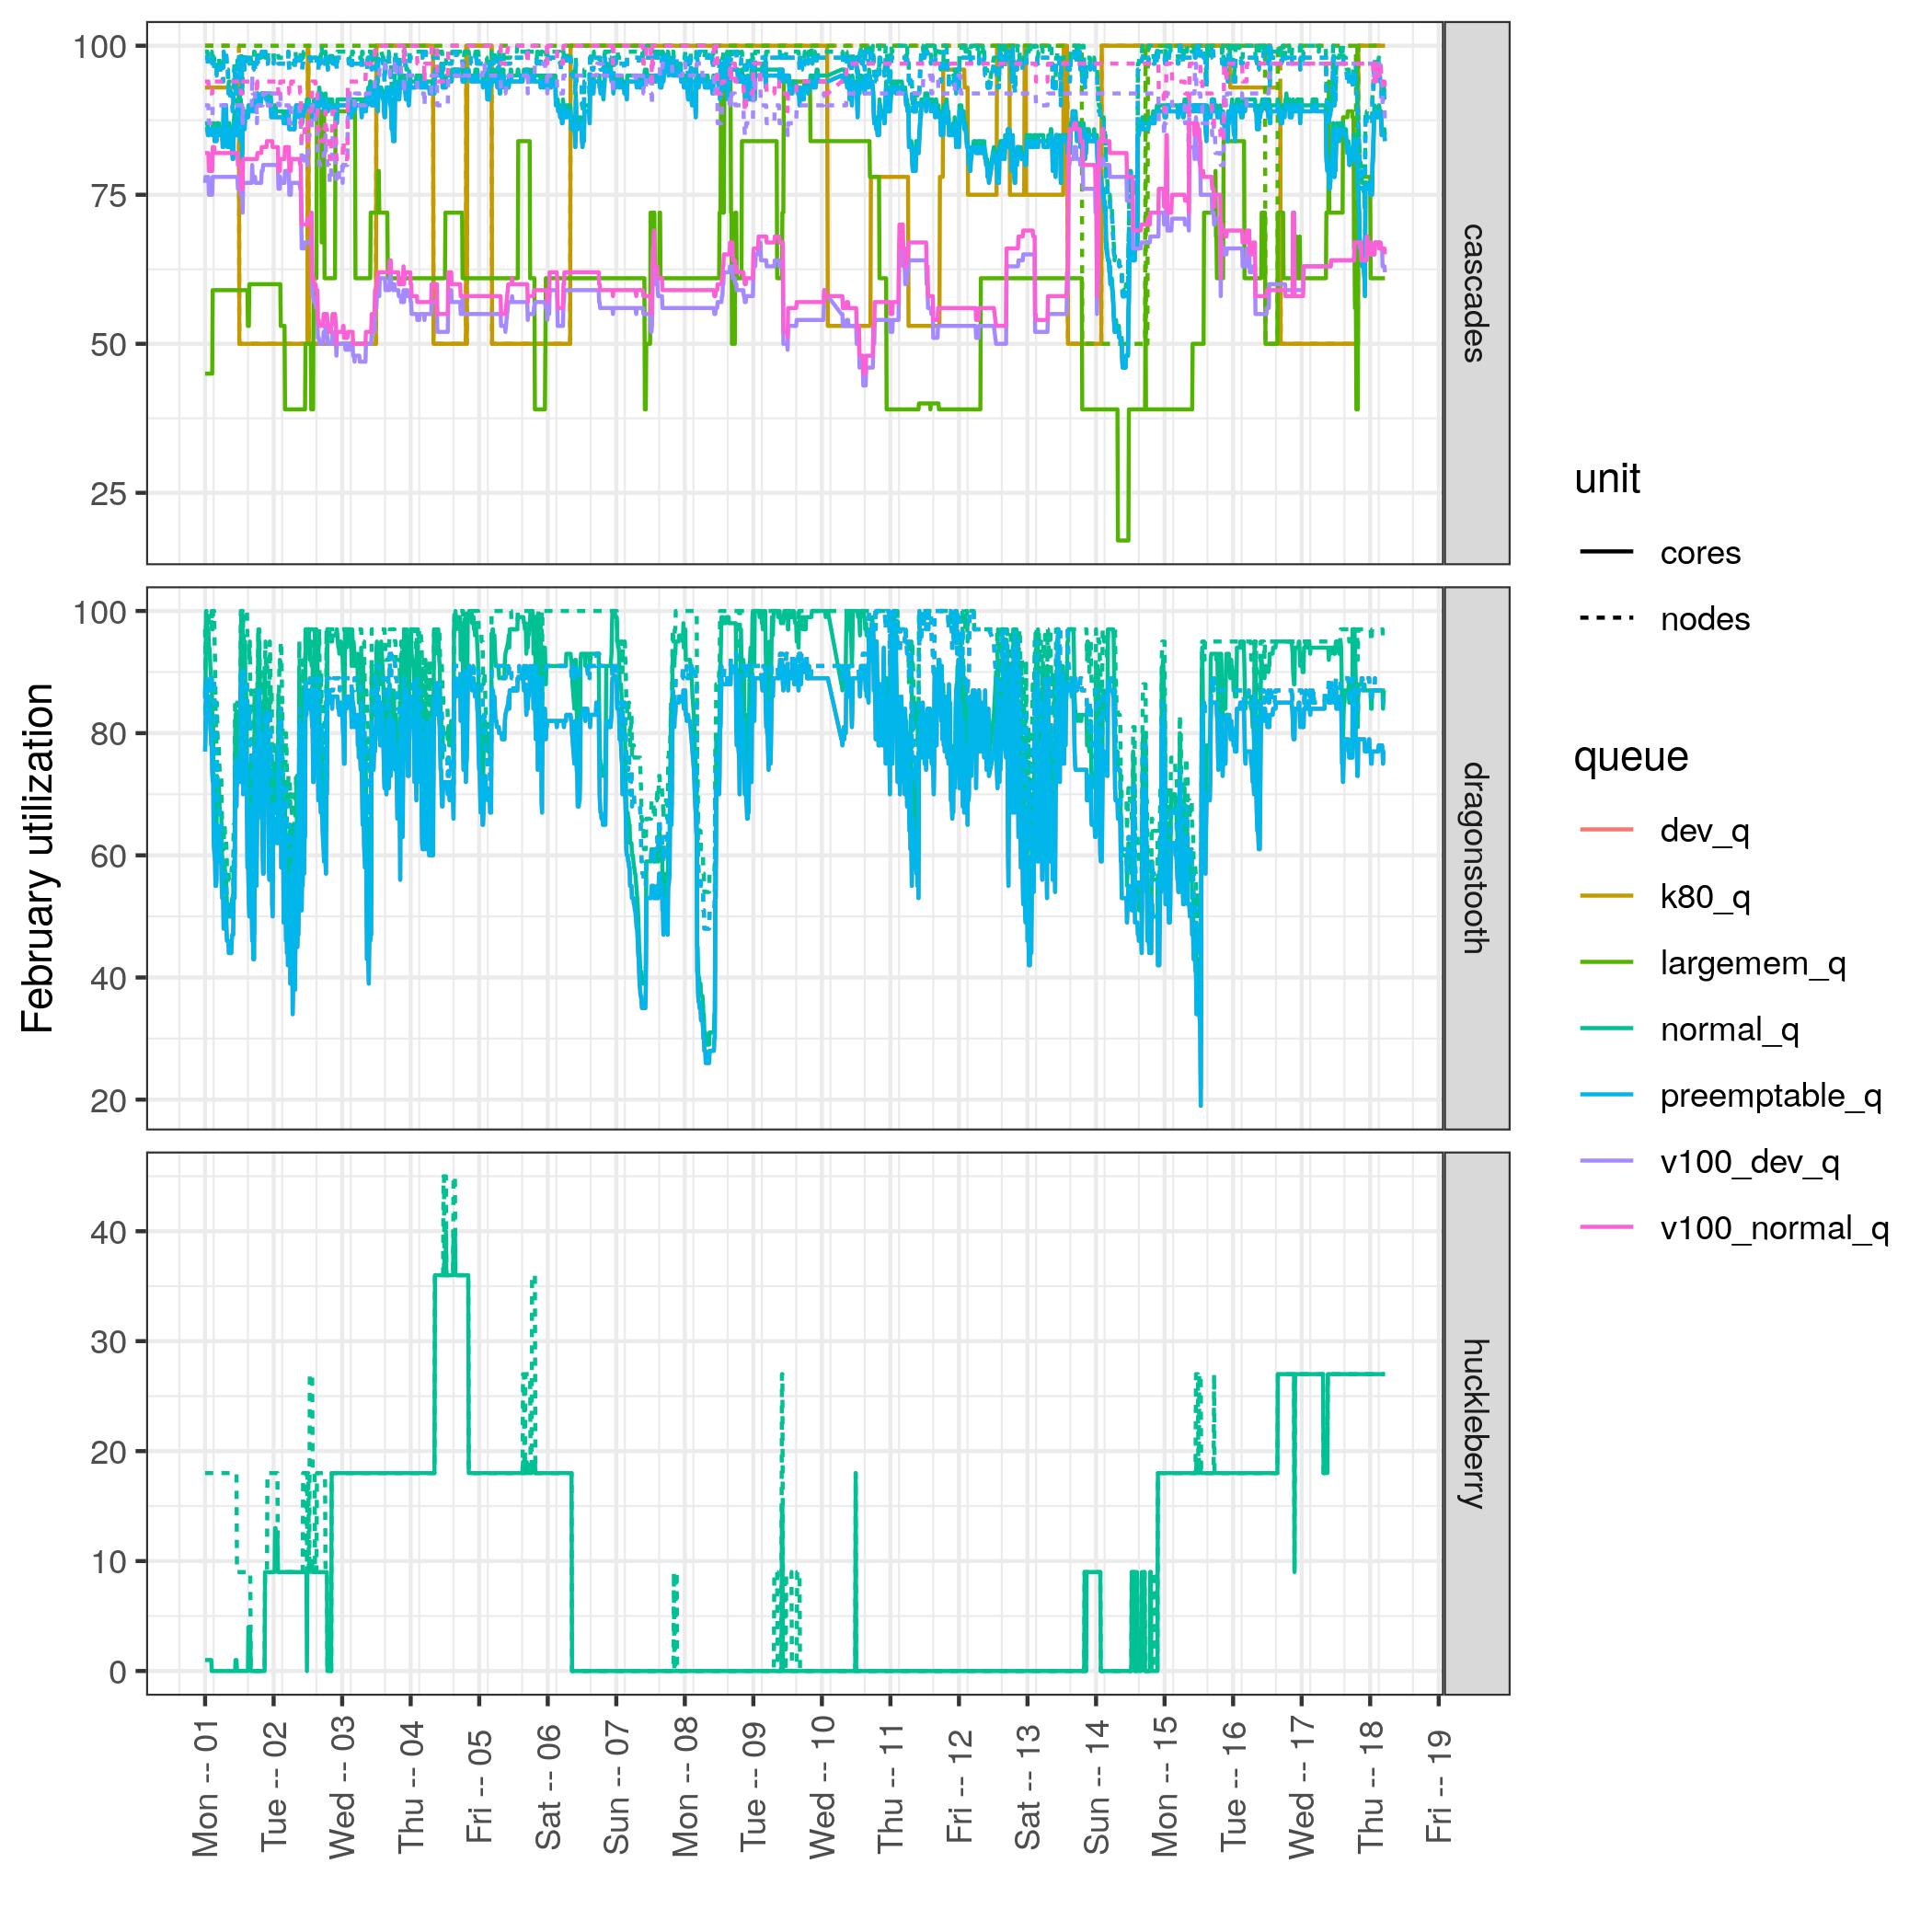 February utilization
100
75
50
25
cascades
100
80
60
40
20
dragonstooth
40
30
20
10
0
huckleberry
Mon -- 01
Tue -- 02
Wed -- 03
Thu -- 04
Fri -- 05
Sat -- 06
Sun -- 07
Mon -- 08
Tue -- 09
Wed -- 10
Thu -- 11
Fri -- 12
Sat -- 13
Sun -- 14
Mon -- 15
Tue -- 16
Wed -- 17
Thu -- 18
Fri -- 19
unit
cores
nodes
queue
dev_q
k80_q
largemem_q
normal_q
preemptable_q
v100_dev_q
v100_normal_q